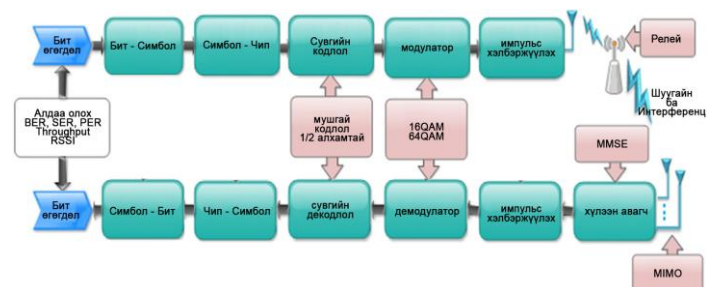 Бит
өгөгдөл
Бит - Симбол
Симбол - Чип
Сувгийн
кодлол
модулатор
импульс
хэлбэржүүлэх
Релей
Шуугайн
ба
Интерференц
Алдаа олох
BER, SER, PER
Throughput
RSSI
мушгай
кодлол
1/2 алхамтай
16QAM
64QAM
MMSE
Бит
өгөгдөл
Симбол - Бит
Чип - Симбол
сувгийн
декодлол
демодулатор
импульс
хэлбэржүүлэх
хүлээн авагч
MIMO